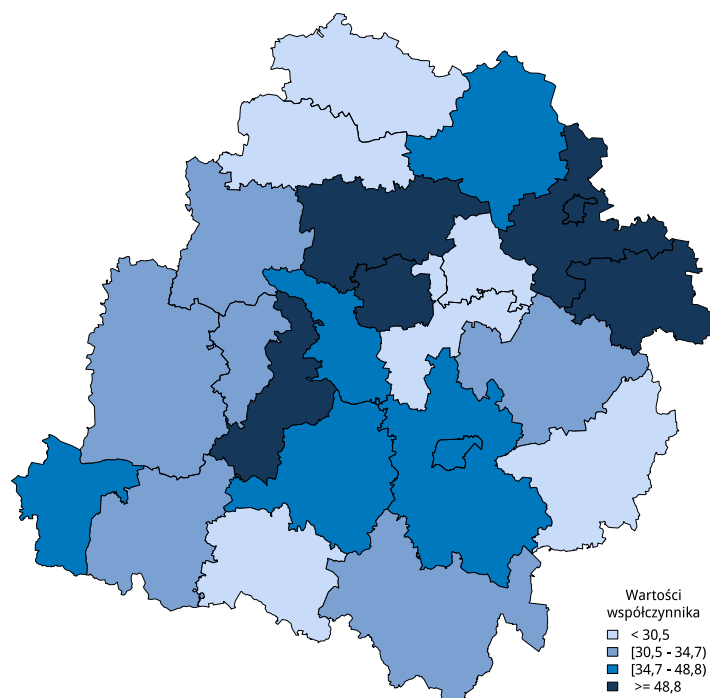 Wartości
współczynnika
< 30,5
[30,5 - 34,7)
[34,7 - 48,8)
>= 48,8